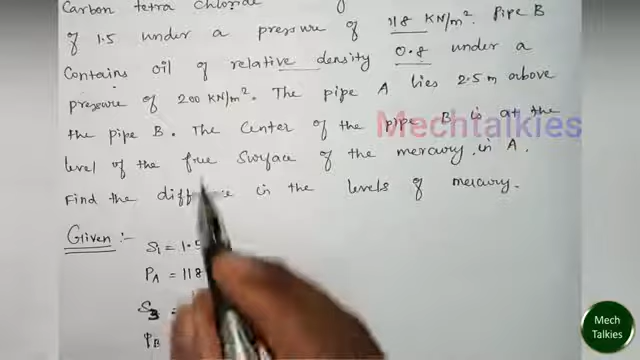 Carbon tetra chloride
of 1.5 under a pressure of 118 KN/m². Pipe B
Contains oil of relative density 0.8 under a
pressure of 200 KN/m². The pipe A lies 2.5 m above
the pipe B. The Center of the pipe B is at the
Mechtalkies
level of the free Surface of the mercury in A.
Find the in the levels of mercury.
Given :-
S₁ = 1.5
PA = 118
S₃ =
PB
Mech
Talkies